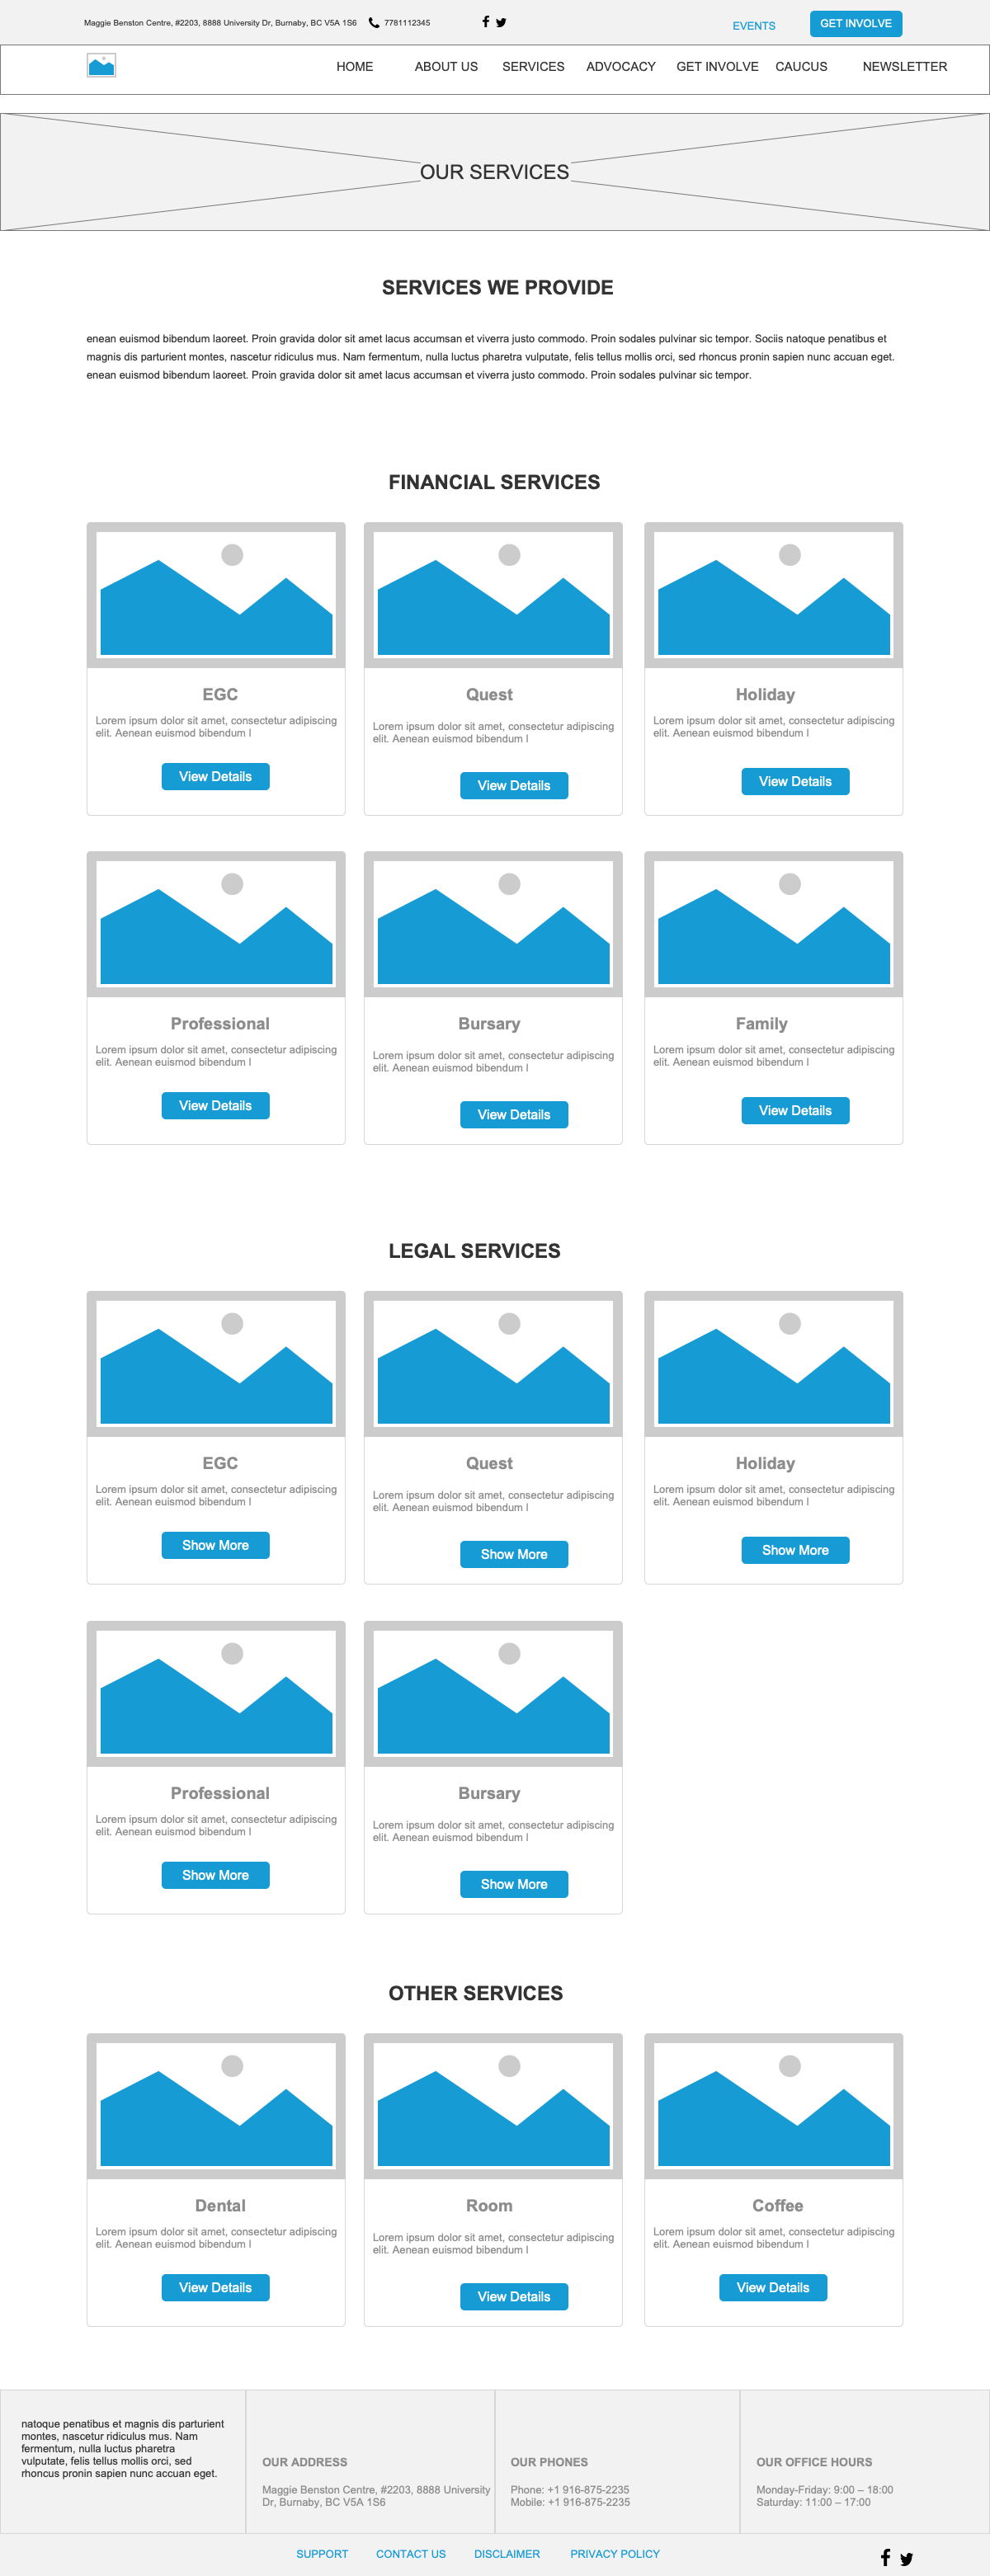 Maggie Benston Centre, #2203, 8888 University Dr, Burnaby, BC V5A 1S6 7781112345 EVENTS GET INVOLVE
HOME ABOUT US SERVICES ADVOCACY GET INVOLVE CAUCUS NEWSLETTER
OUR SERVICES
SERVICES WE PROVIDE
enean euismod bibendum laoreet. Proin gravida dolor sit amet lacus accumsan et viverra justo commodo. Proin sodales pulvinar sic tempor. Sociis natoque penatibus et
magnis dis parturient montes, nascetur ridiculus mus. Nam fermentum, nulla luctus pharetra vulputate, felis tellus mollis orci, sed rhoncus pronin sapien nunc accuan eget.
enean euismod bibendum laoreet. Proin gravida dolor sit amet lacus accumsan et viverra justo commodo. Proin sodales pulvinar sic tempor.
FINANCIAL SERVICES
EGC
Lorem ipsum dolor sit amet, consectetur adipiscing
elit. Aenean euismod bibendum l
View Details
Quest
Lorem ipsum dolor sit amet, consectetur adipiscing
elit. Aenean euismod bibendum l
View Details
Holiday
Lorem ipsum dolor sit amet, consectetur adipiscing
elit. Aenean euismod bibendum l
View Details
Professional
Lorem ipsum dolor sit amet, consectetur adipiscing
elit. Aenean euismod bibendum l
View Details
Bursary
Lorem ipsum dolor sit amet, consectetur adipiscing
elit. Aenean euismod bibendum l
View Details
Family
Lorem ipsum dolor sit amet, consectetur adipiscing
elit. Aenean euismod bibendum l
View Details
LEGAL SERVICES
EGC
Lorem ipsum dolor sit amet, consectetur adipiscing
elit. Aenean euismod bibendum l
Show More
Quest
Lorem ipsum dolor sit amet, consectetur adipiscing
elit. Aenean euismod bibendum l
Show More
Holiday
Lorem ipsum dolor sit amet, consectetur adipiscing
elit. Aenean euismod bibendum l
Show More
Professional
Lorem ipsum dolor sit amet, consectetur adipiscing
elit. Aenean euismod bibendum l
Show More
Bursary
Lorem ipsum dolor sit amet, consectetur adipiscing
elit. Aenean euismod bibendum l
Show More
OTHER SERVICES
Dental
Lorem ipsum dolor sit amet, consectetur adipiscing
elit. Aenean euismod bibendum l
View Details
Room
Lorem ipsum dolor sit amet, consectetur adipiscing
elit. Aenean euismod bibendum l
View Details
Coffee
Lorem ipsum dolor sit amet, consectetur adipiscing
elit. Aenean euismod bibendum l
View Details
natoque penatibus et magnis dis parturient
montes, nascetur ridiculus mus. Nam
fermentum, nulla luctus pharetra
vulputate, felis tellus mollis orci, sed
rhoncus pronin sapien nunc accuan eget.
OUR ADDRESS
Maggie Benston Centre, #2203, 8888 University
Dr, Burnaby, BC V5A 1S6
OUR PHONES
Phone: +1 916-875-2235
Mobile: +1 916-875-2235
OUR OFFICE HOURS
Monday-Friday: 9:00 – 18:00
Saturday: 11:00 – 17:00
SUPPORT CONTACT US DISCLAIMER PRIVACY POLICY